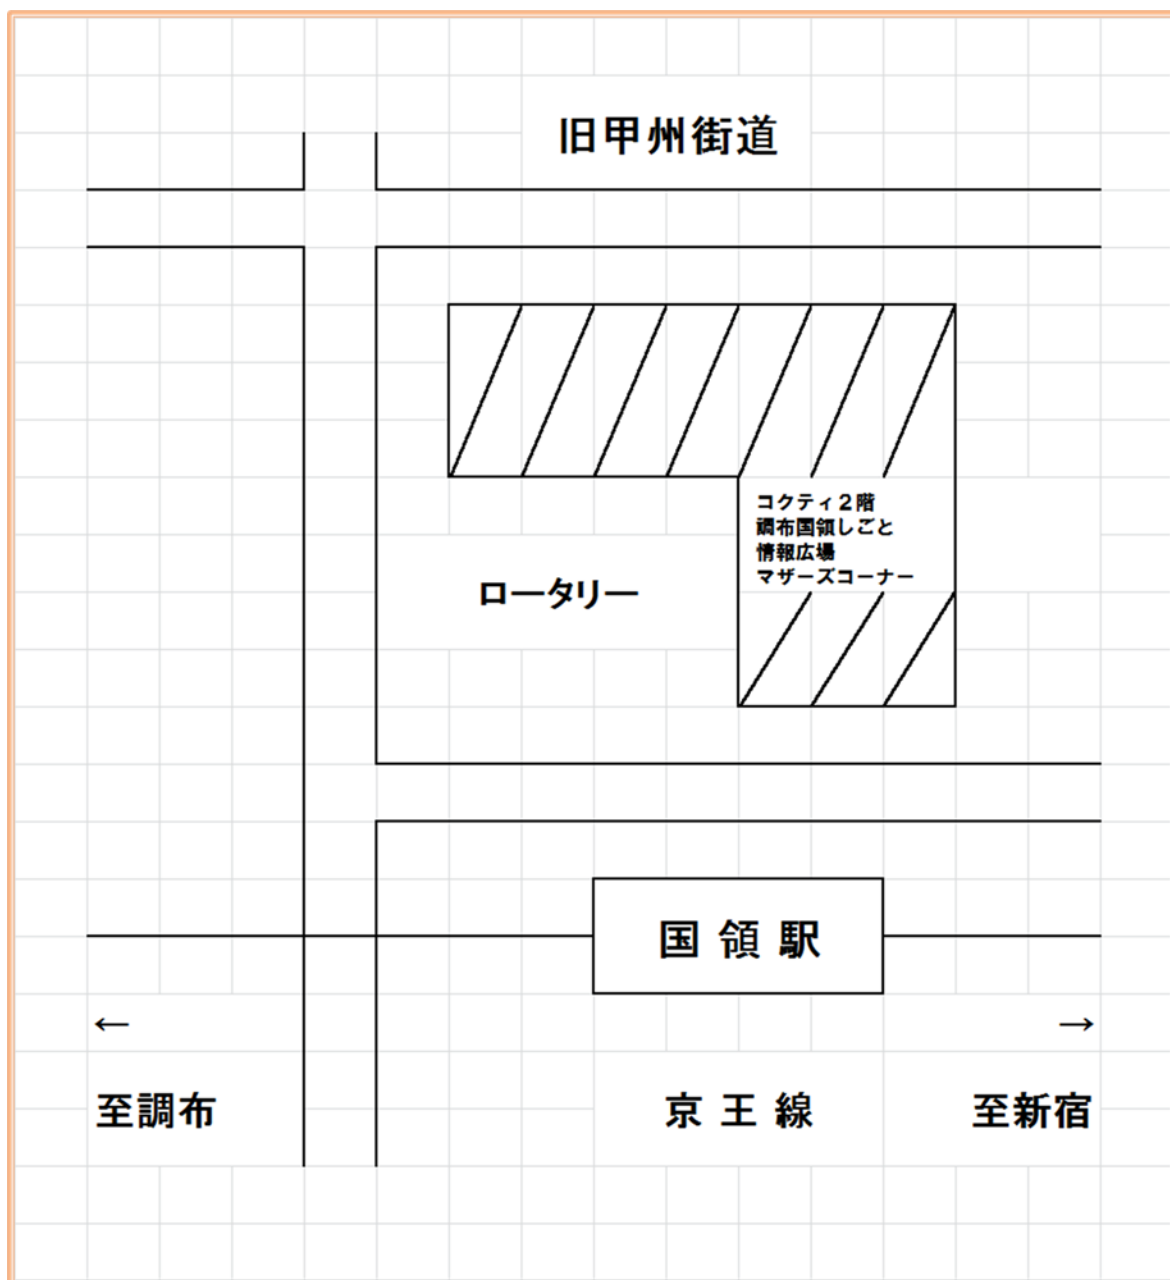 旧甲州街道
コクティ２階
調布国領しごと
情報広場
マザーズコーナー
ロータリー
国 領 駅
← →
至調布 京 王 線 至新宿